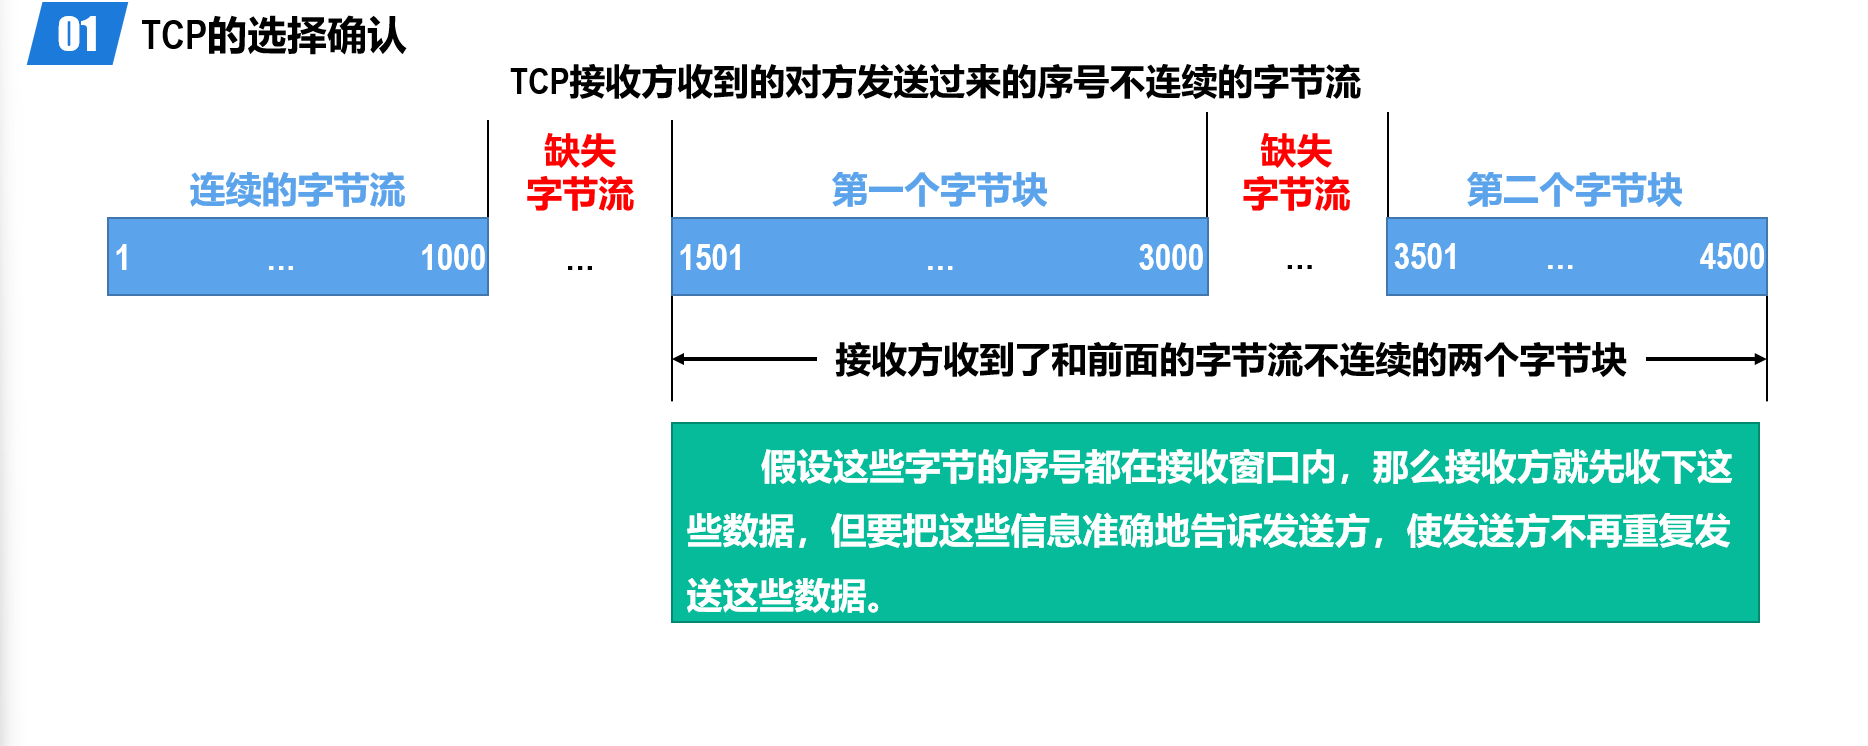 01 TCP的选择确认
TCP接收方收到的对方发送过来的序号不连续的字节流
连续的字节流
缺失
字节流
第一个字节块
缺失
字节流
第二个字节块
1 … 1000 … 1501 … 3000 … 3501 … 4500
接收方收到了和前面的字节流不连续的两个字节块
假设这些字节的序号都在接收窗口内，那么接收方就先收下这
些数据，但要把这些信息准确地告诉发送方，使发送方不再重复发
送这些数据。